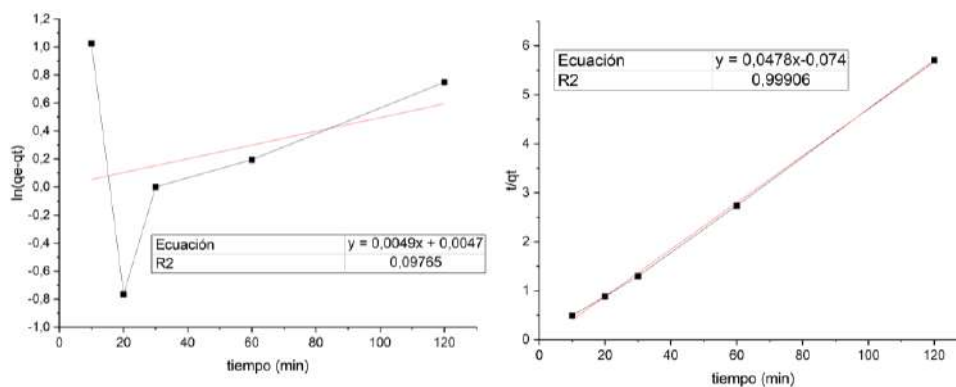 1,2
1,0
0,8
0,6
0,4
0,2
0,0
-0,2
-0,4
-0,6
-0,8
-1,0
ln(qe-qt)
Ecuación y = 0,0049x + 0,0047
R2 0,09765
0 20 40 60 80 100 120
tiempo (min)
6
5
4
3
2
1
0
t/qt
Ecuación y = 0,0478x-0,074
R2 0,99906
0 20 40 60 80 100 120
tiempo (min)